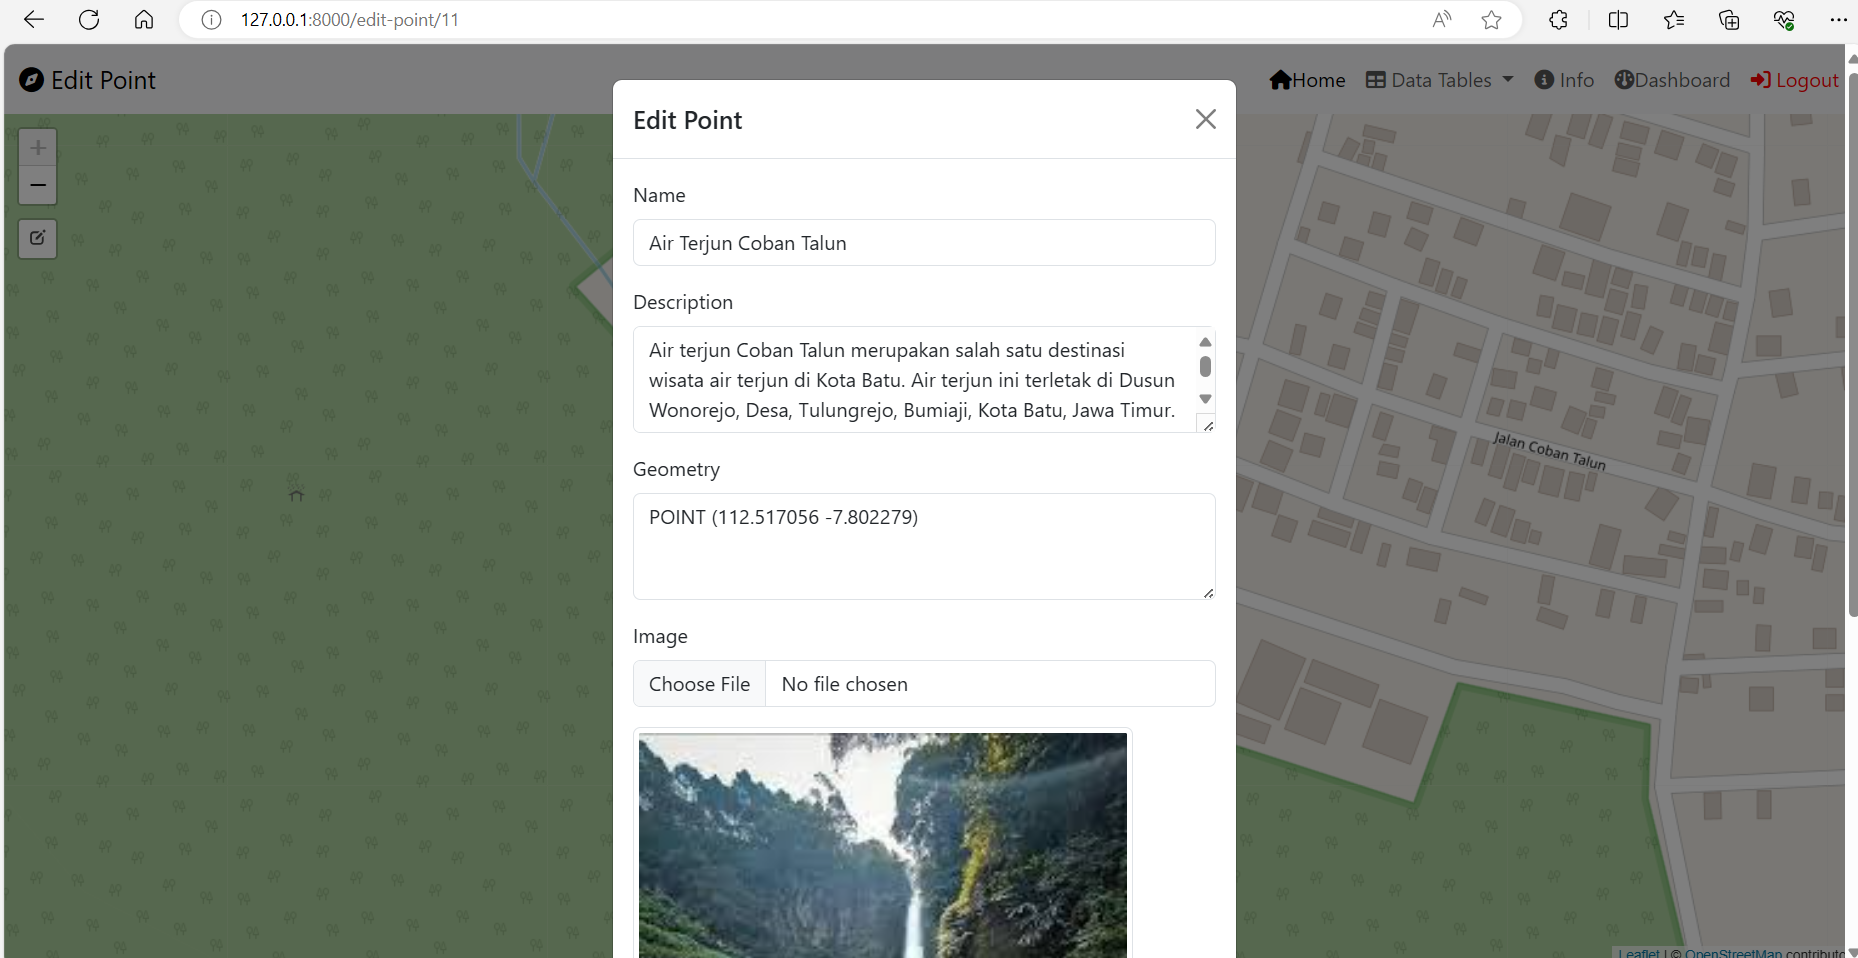 127.0.0.1:8000/edit-point/11
Edit Point
Home
Data Tables
Info
Dashboard
Logout
Edit Point
Name
Air Terjun Coban Talun
Description
Air terjun Coban Talun merupakan salah satu destinasi
wisata air terjun di Kota Batu. Air terjun ini terletak di Dusun
Wonorejo, Desa, Tulungrejo, Bumiaji, Kota Batu, Jawa Timur.
Geometry
POINT (112.517056 -7.802279)
Image
Choose File No file chosen
Jalan Coban Talun
Leaflet | © OpenStreetMap contributo